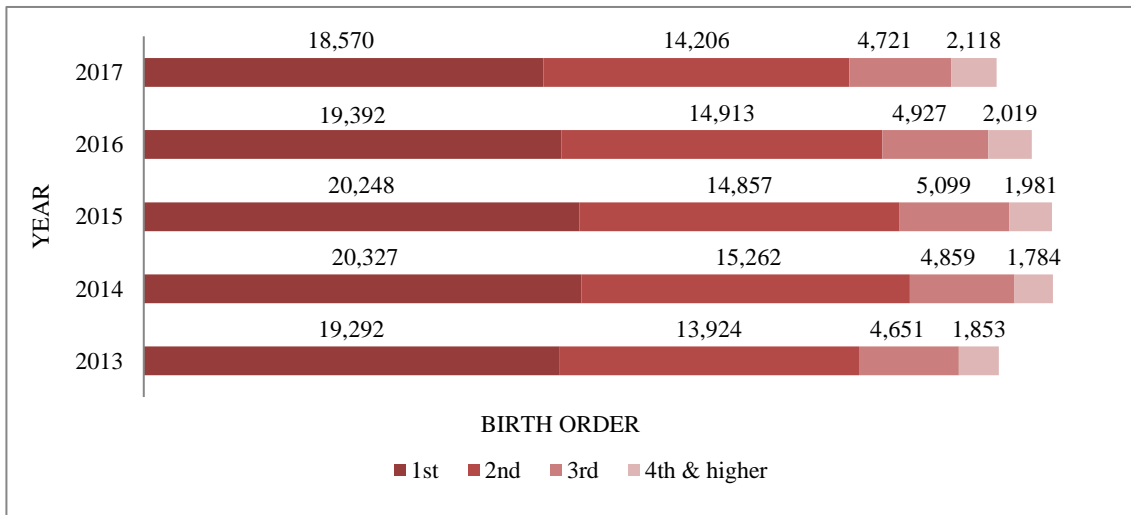 18,570 14,206 4,721 2,118
2017
19,392 14,913 4,927 2,019
2016
20,248 14,857 5,099 1,981
2015
20,327 15,262 4,859 1,784
2014
19,292 13,924 4,651 1,853
2013
YEAR
BIRTH ORDER
1st 2nd 3rd 4th & higher